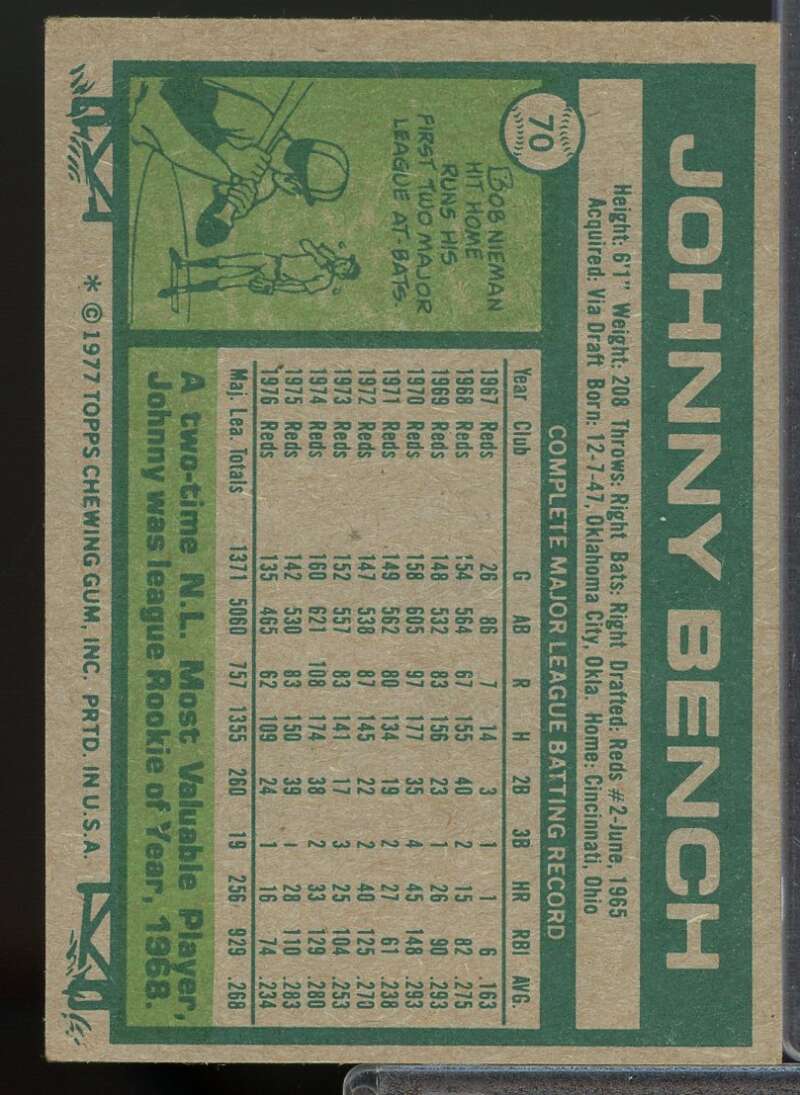 70
JOHNNY BENCH
Height: 6'1" Weight: 208 Throws: Right Bats: Right Drafted: Reds #2-June, 1965
Acquired: Via Draft Born: 12-7-47, Oklahoma City, Okla. Home: Cincinnati, Ohio
BOB NIEMAN
HIT HOME
RUNS HIS
FIRST TWO MAJOR
LEAGUE AT-BATS.
COMPLETE MAJOR LEAGUE BATTING RECORD
Year Club G AB R H 2B 3B HR RBI AVG.
1967 Reds 26 86 7 14 3 1 1 6 .163
1968 Reds 154 564 67 155 40 2 15 82 .275
1969 Reds 148 532 83 156 23 1 26 90 .293
1970 Reds 158 605 97 177 35 4 45 148 .293
1971 Reds 149 562 80 134 19 2 27 61 .238
1972 Reds 147 538 87 145 22 2 40 125 .270
1973 Reds 152 557 83 141 17 3 25 104 .253
1974 Reds 160 621 108 174 38 2 33 129 .280
1975 Reds 142 530 83 150 39 1 28 110 .283
1976 Reds 135 465 62 109 24 1 16 74 .234
Maj. Lea. Totals 1371 5060 757 1355 260 19 256 929 .268
A two-time N.L. Most Valuable Player,
Johnny was league Rookie of Year, 1968.
* © 1977 TOPPS CHEWING GUM, INC. PRTD. IN U.S.A.